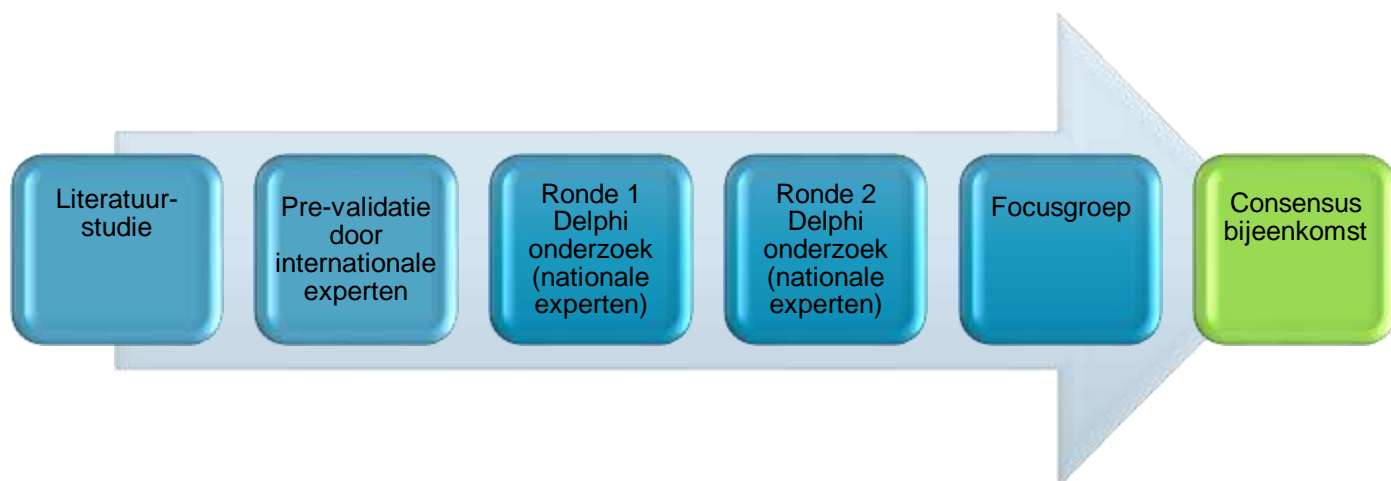 Literatuur-
studie
Pre-validatie
door
internationale
experten
Ronde 1
Delphi
onderzoek
(nationale
experten)
Ronde 2
Delphi
onderzoek
(nationale
experten)
Focusgroep
Consensus
bijeenkomst